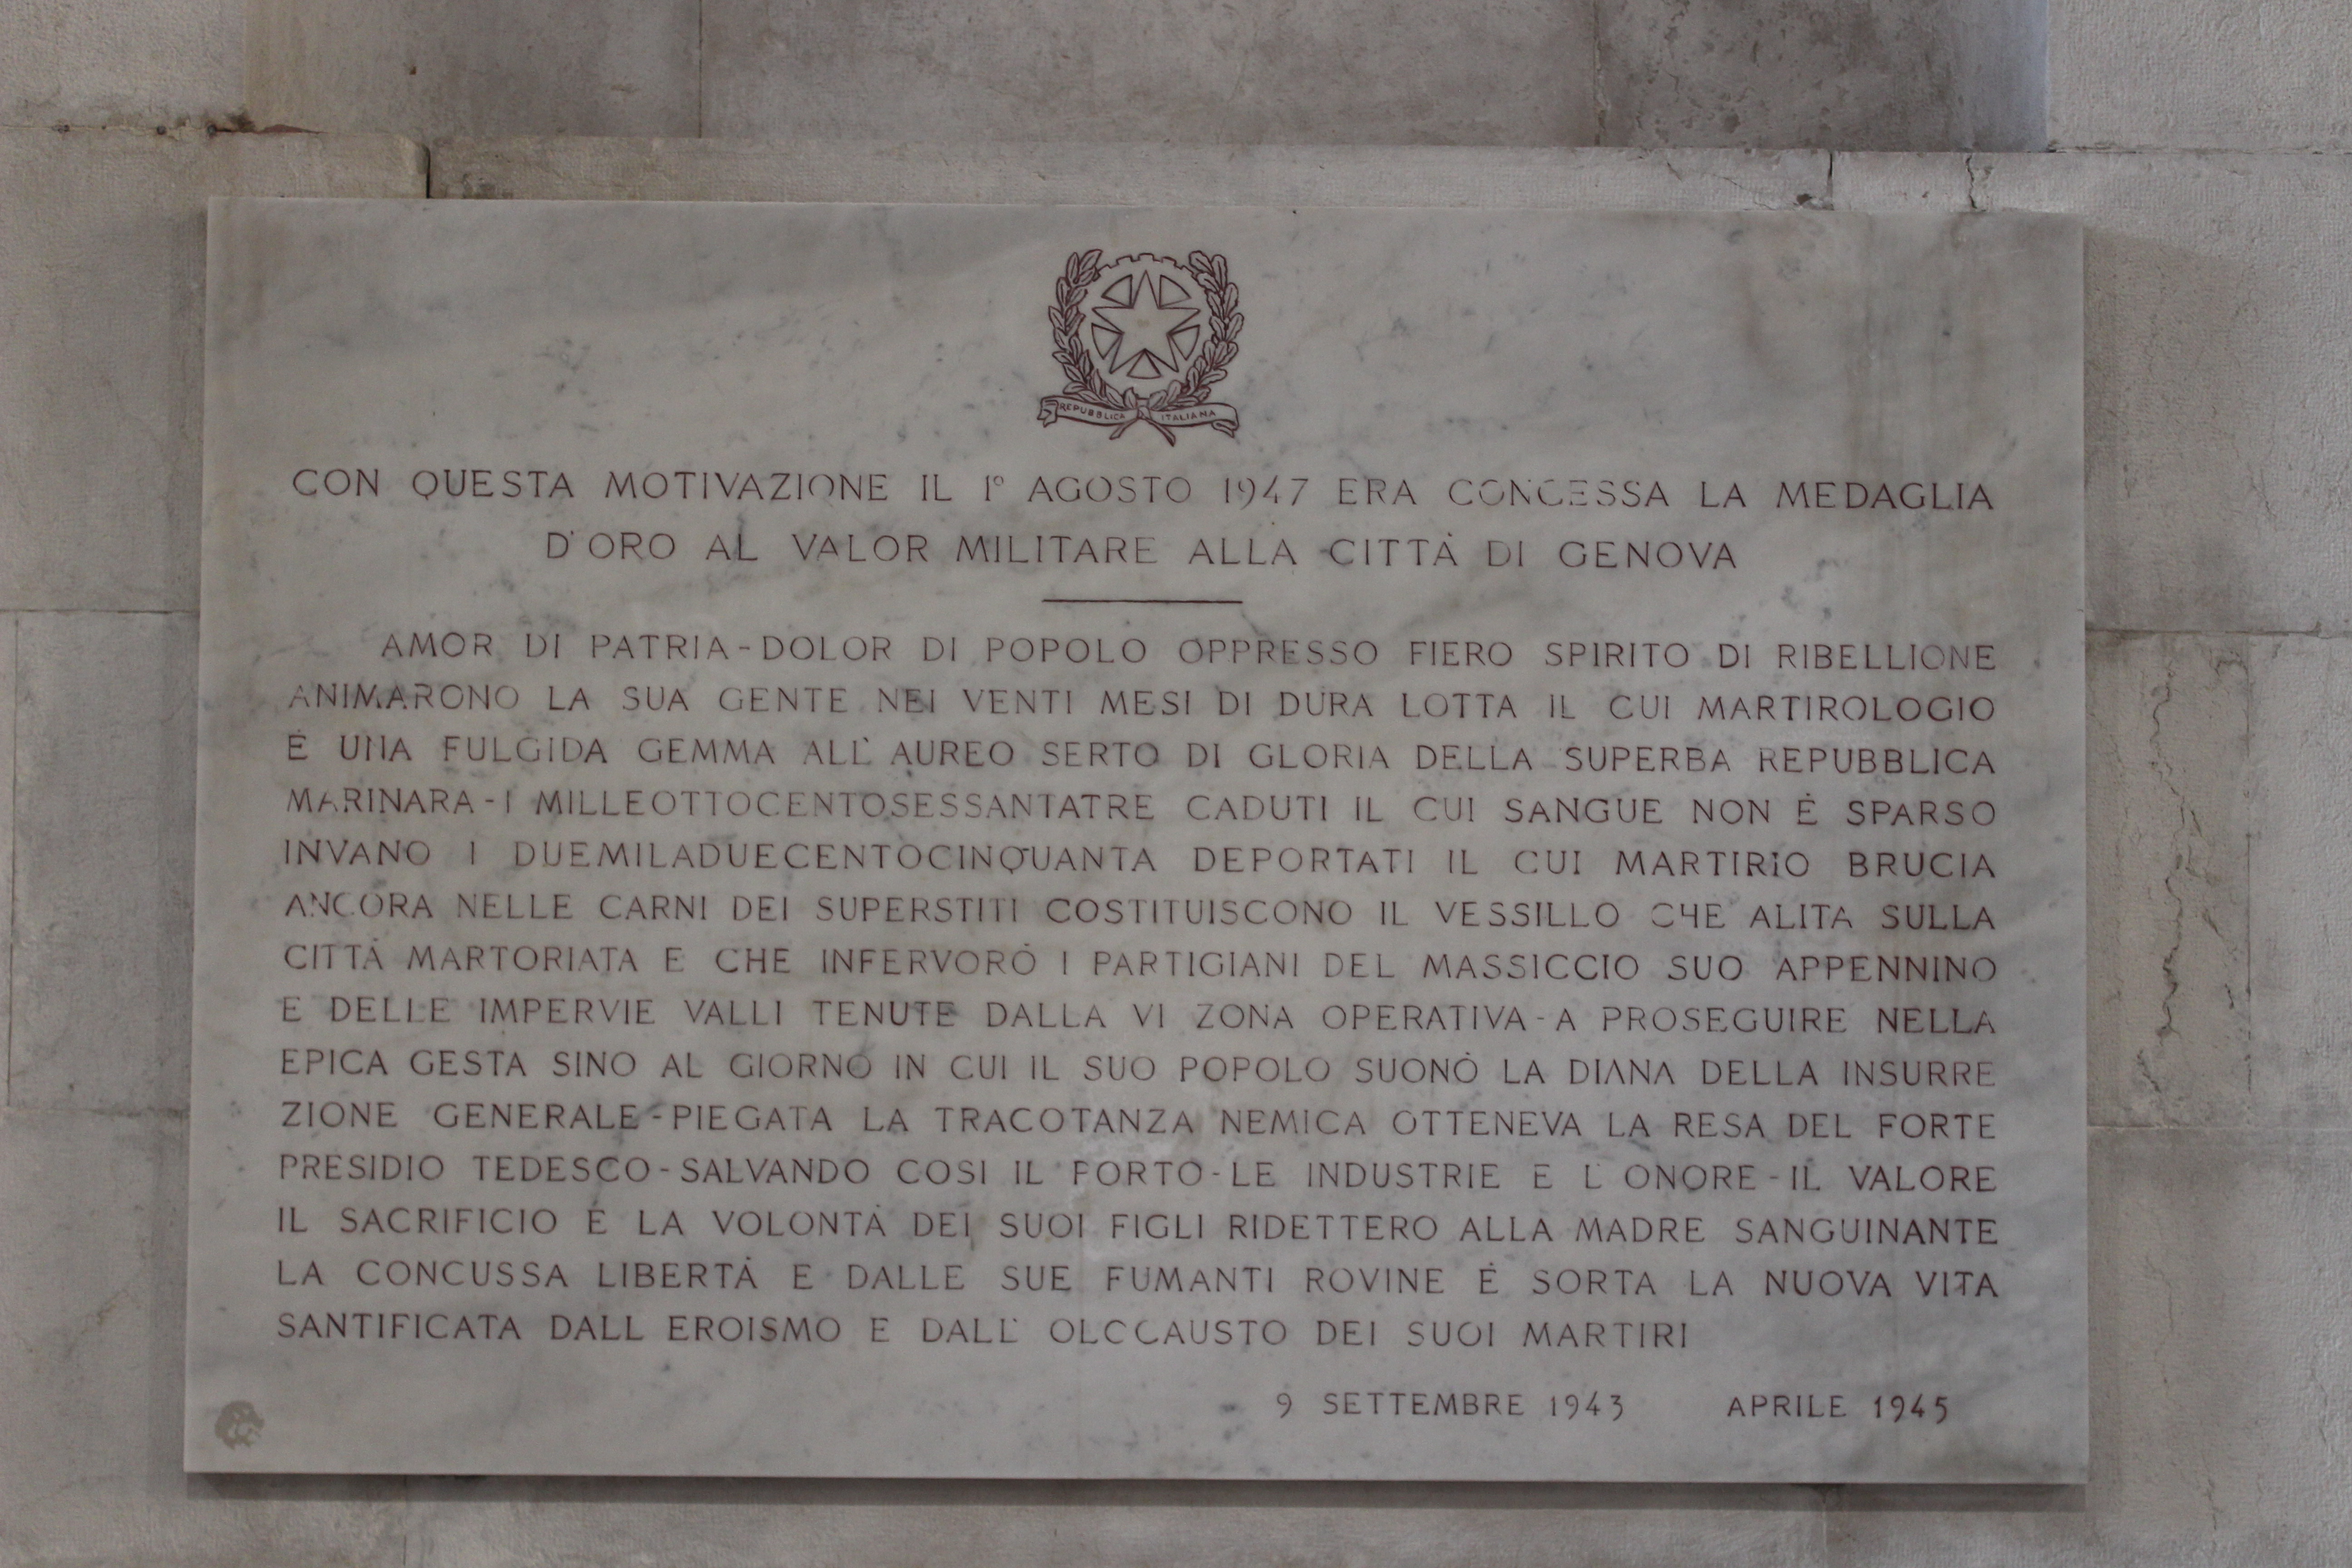 REPUBBLICA ITALIANA
CON QUESTA MOTIVAZIONE IL 1° AGOSTO 1947 ERA CONCESSA LA MEDAGLIA
D'ORO AL VALOR MILITARE ALLA CITTÀ DI GENOVA
AMOR DI PATRIA-DOLOR DI POPOLO OPPRESSO FIERO SPIRITO DI RIBELLIONE
ANIMARONO LA SUA GENTE NEI VENTI MESI DI DURA LOTTA IL CUI MARTIROLOGIO
È UNA FULGIDA GEMMA ALL'AUREO SERTO DI GLORIA DELLA SUPERBA REPUBBLICA
MARINARA-I MILLEOTTOCENTOSESSANTATRE CADUTI IL CUI SANGUE NON È SPARSO
INVANO I DUEMILADUECENTOCINQUANTA DEPORTATI IL CUI MARTIRIO BRUCIA
ANCORA NELLE CARNI DEI SUPERSTITI COSTITUISCONO IL VESSILLO CHE ALITA SULLA
CITTÀ MARTORIATA E CHE INFERVORÒ I PARTIGIANI DEL MASSICCIO SUO APPENNINO
E DELLE IMPERVIE VALLI TENUTE DALLA VI ZONA OPERATIVA-A PROSEGUIRE NELLA
EPICA GESTA SINO AL GIORNO IN CUI IL SUO POPOLO SUONÒ LA DIANA DELLA INSURRE
ZIONE GENERALE-PIEGATA LA TRACOTANZA NEMICA OTTENEVA LA RESA DEL FORTE
PRESIDIO TEDESCO-SALVANDO COSI IL PORTO-LE INDUSTRIE E L'ONORE-IL VALORE
IL SACRIFICIO É LA VOLONTÀ DEI SUOI FIGLI RIDETTERO ALLA MADRE SANGUINANTE
LA CONCUSSA LIBERTÀ E DALLE SUE FUMANTI ROVINE È SORTA LA NUOVA VITA
SANTIFICATA DALL EROISMO E DALL' OLOCAUSTO DEI SUOI MARTIRI
9 SETTEMBRE 1943 APRILE 1945